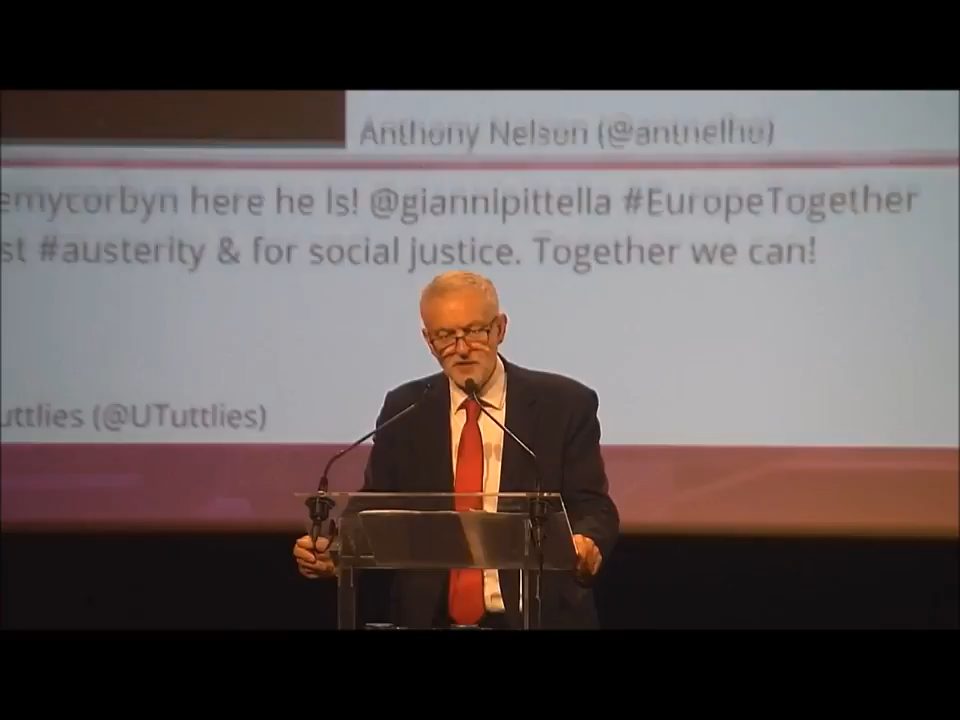 Anthony Nelson (@antnelho)
emycorbyn here he Is! @giannipittella #EuropeTogether
st #austerity & for social justice. Together we can!
uttlies (@UTuttlies)